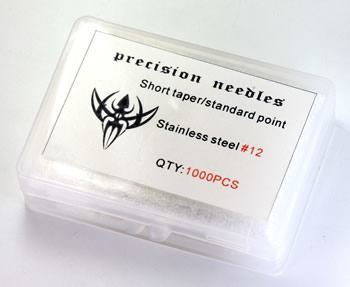 precision needles
Short taper/standard point
Stainless steel #12
QTY:1000PCS